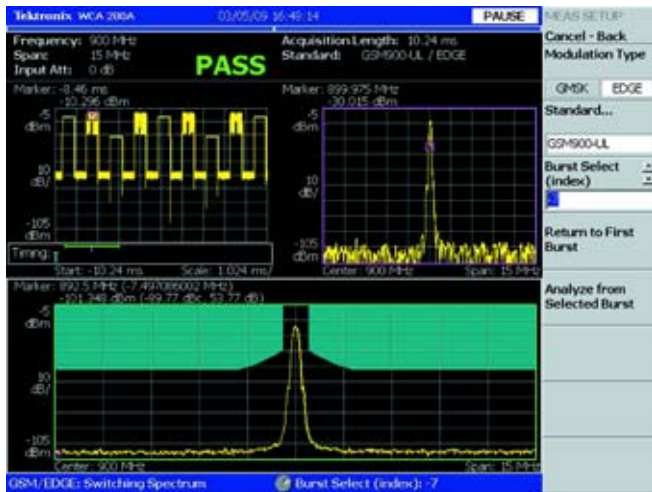 Tektronix WCA 200A 03/05/09 16:49:14 PAUSE MEAS SETUP
Frequency: 900 MHz Acquisition Length: 10.24 ms Cancel - Back
Span: 15 MHz Standard: GSM900-UL / EDGE Modulation Type
Input Att: 0 dB PASS
Marker: -8.46 ms Marker: 899.975 MHz GMSK EDGE
-10.296 dBm -30.015 dBm
-5 -5 Standard...
dBm dBm
GSM900-UL
10 10 Burst Select
dB/ dB/ (index)
-7
-105 -105 Return to First
dBm dBm Burst
Timing:
Start: -10.24 ms Scale: 1.024 ms/ Center: 900 MHz Span: 15 MHz
Marker: 892.5 MHz (-7.497086002 MHz) Analyze from
-101.348 dBm (-89.77 dBc, 53.77 dB) Selected Burst
-5
dBm
10
dB/
-105
dBm
Center: 900 MHz Span: 15 MHz
GSM/EDGE: Switching Spectrum Burst Select (index): -7